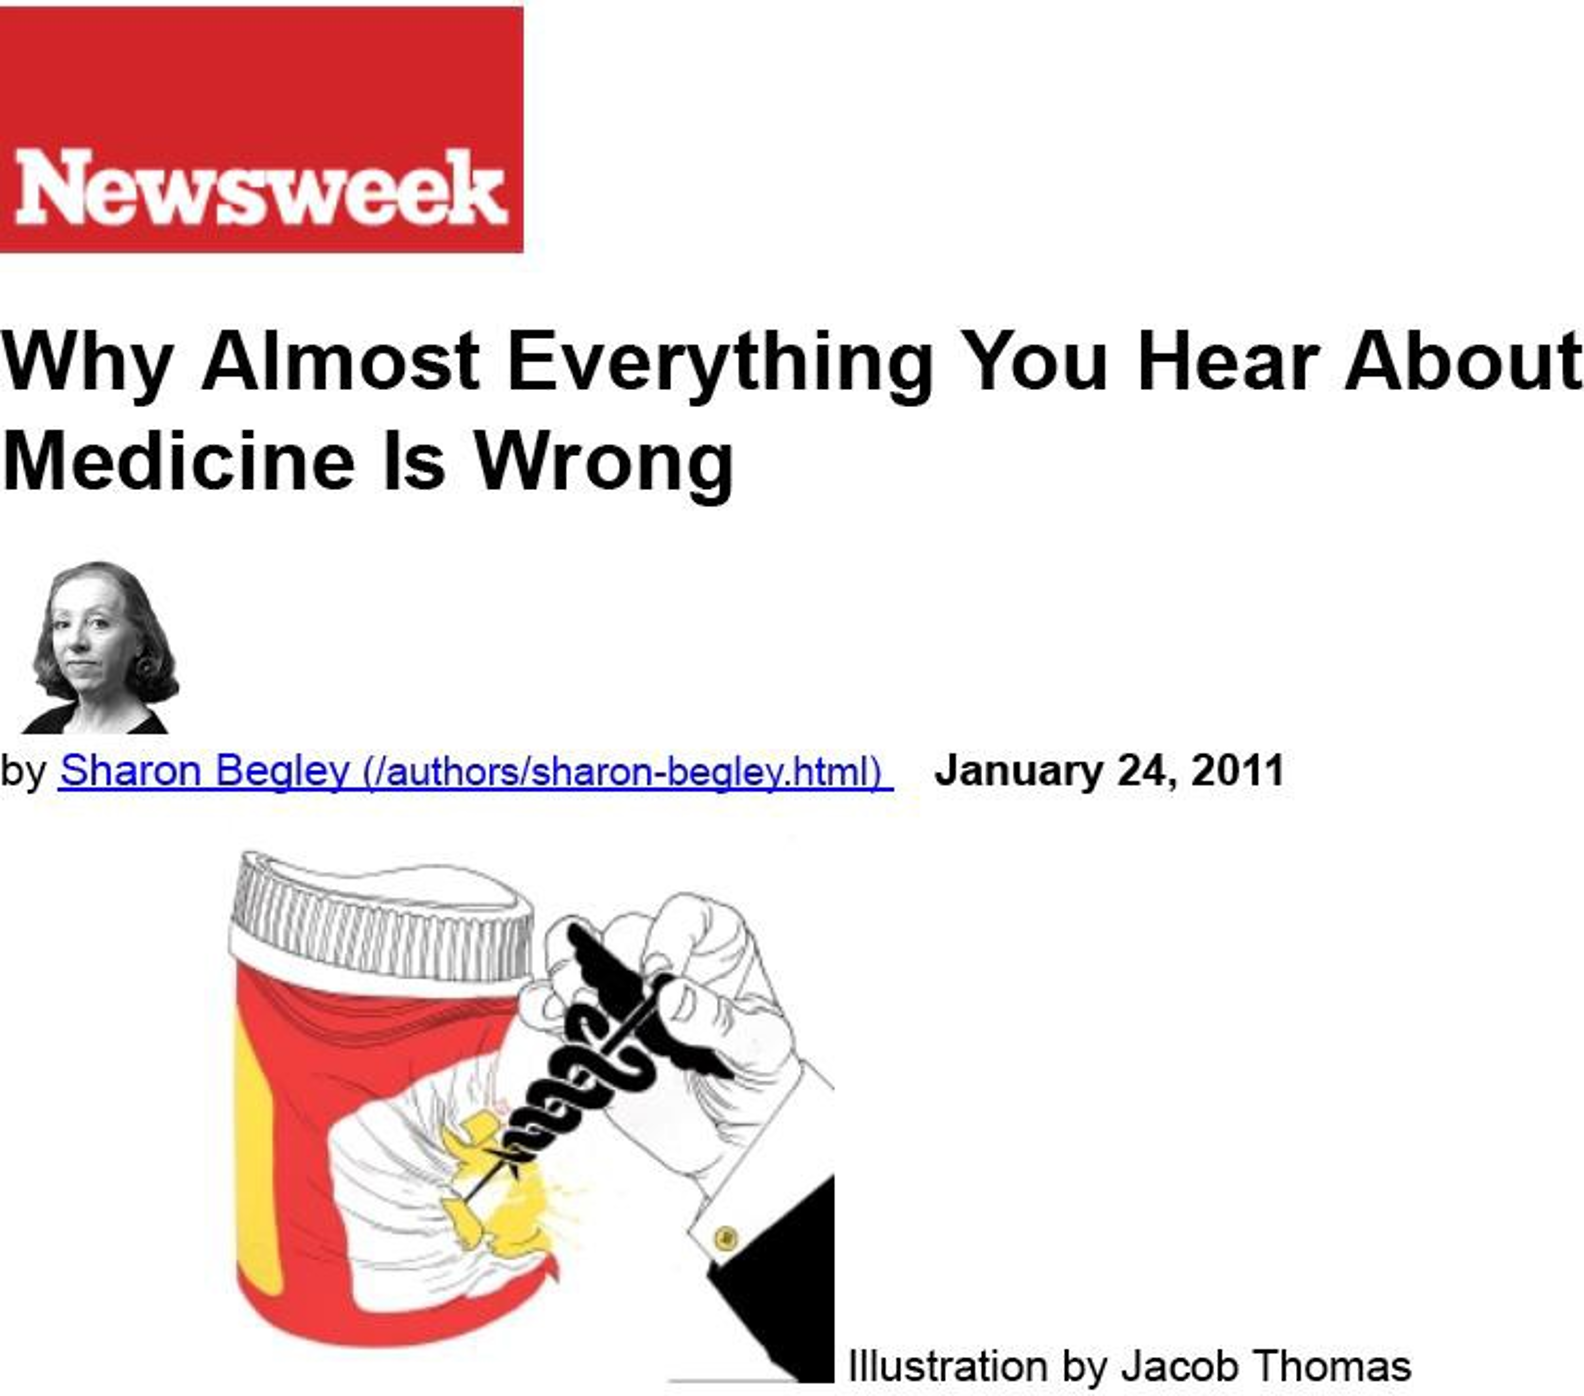 Newsweek
Why Almost Everything You Hear About
Medicine Is Wrong
by Sharon Begley (/authors/sharon-begley.html) January 24, 2011
Illustration by Jacob Thomas